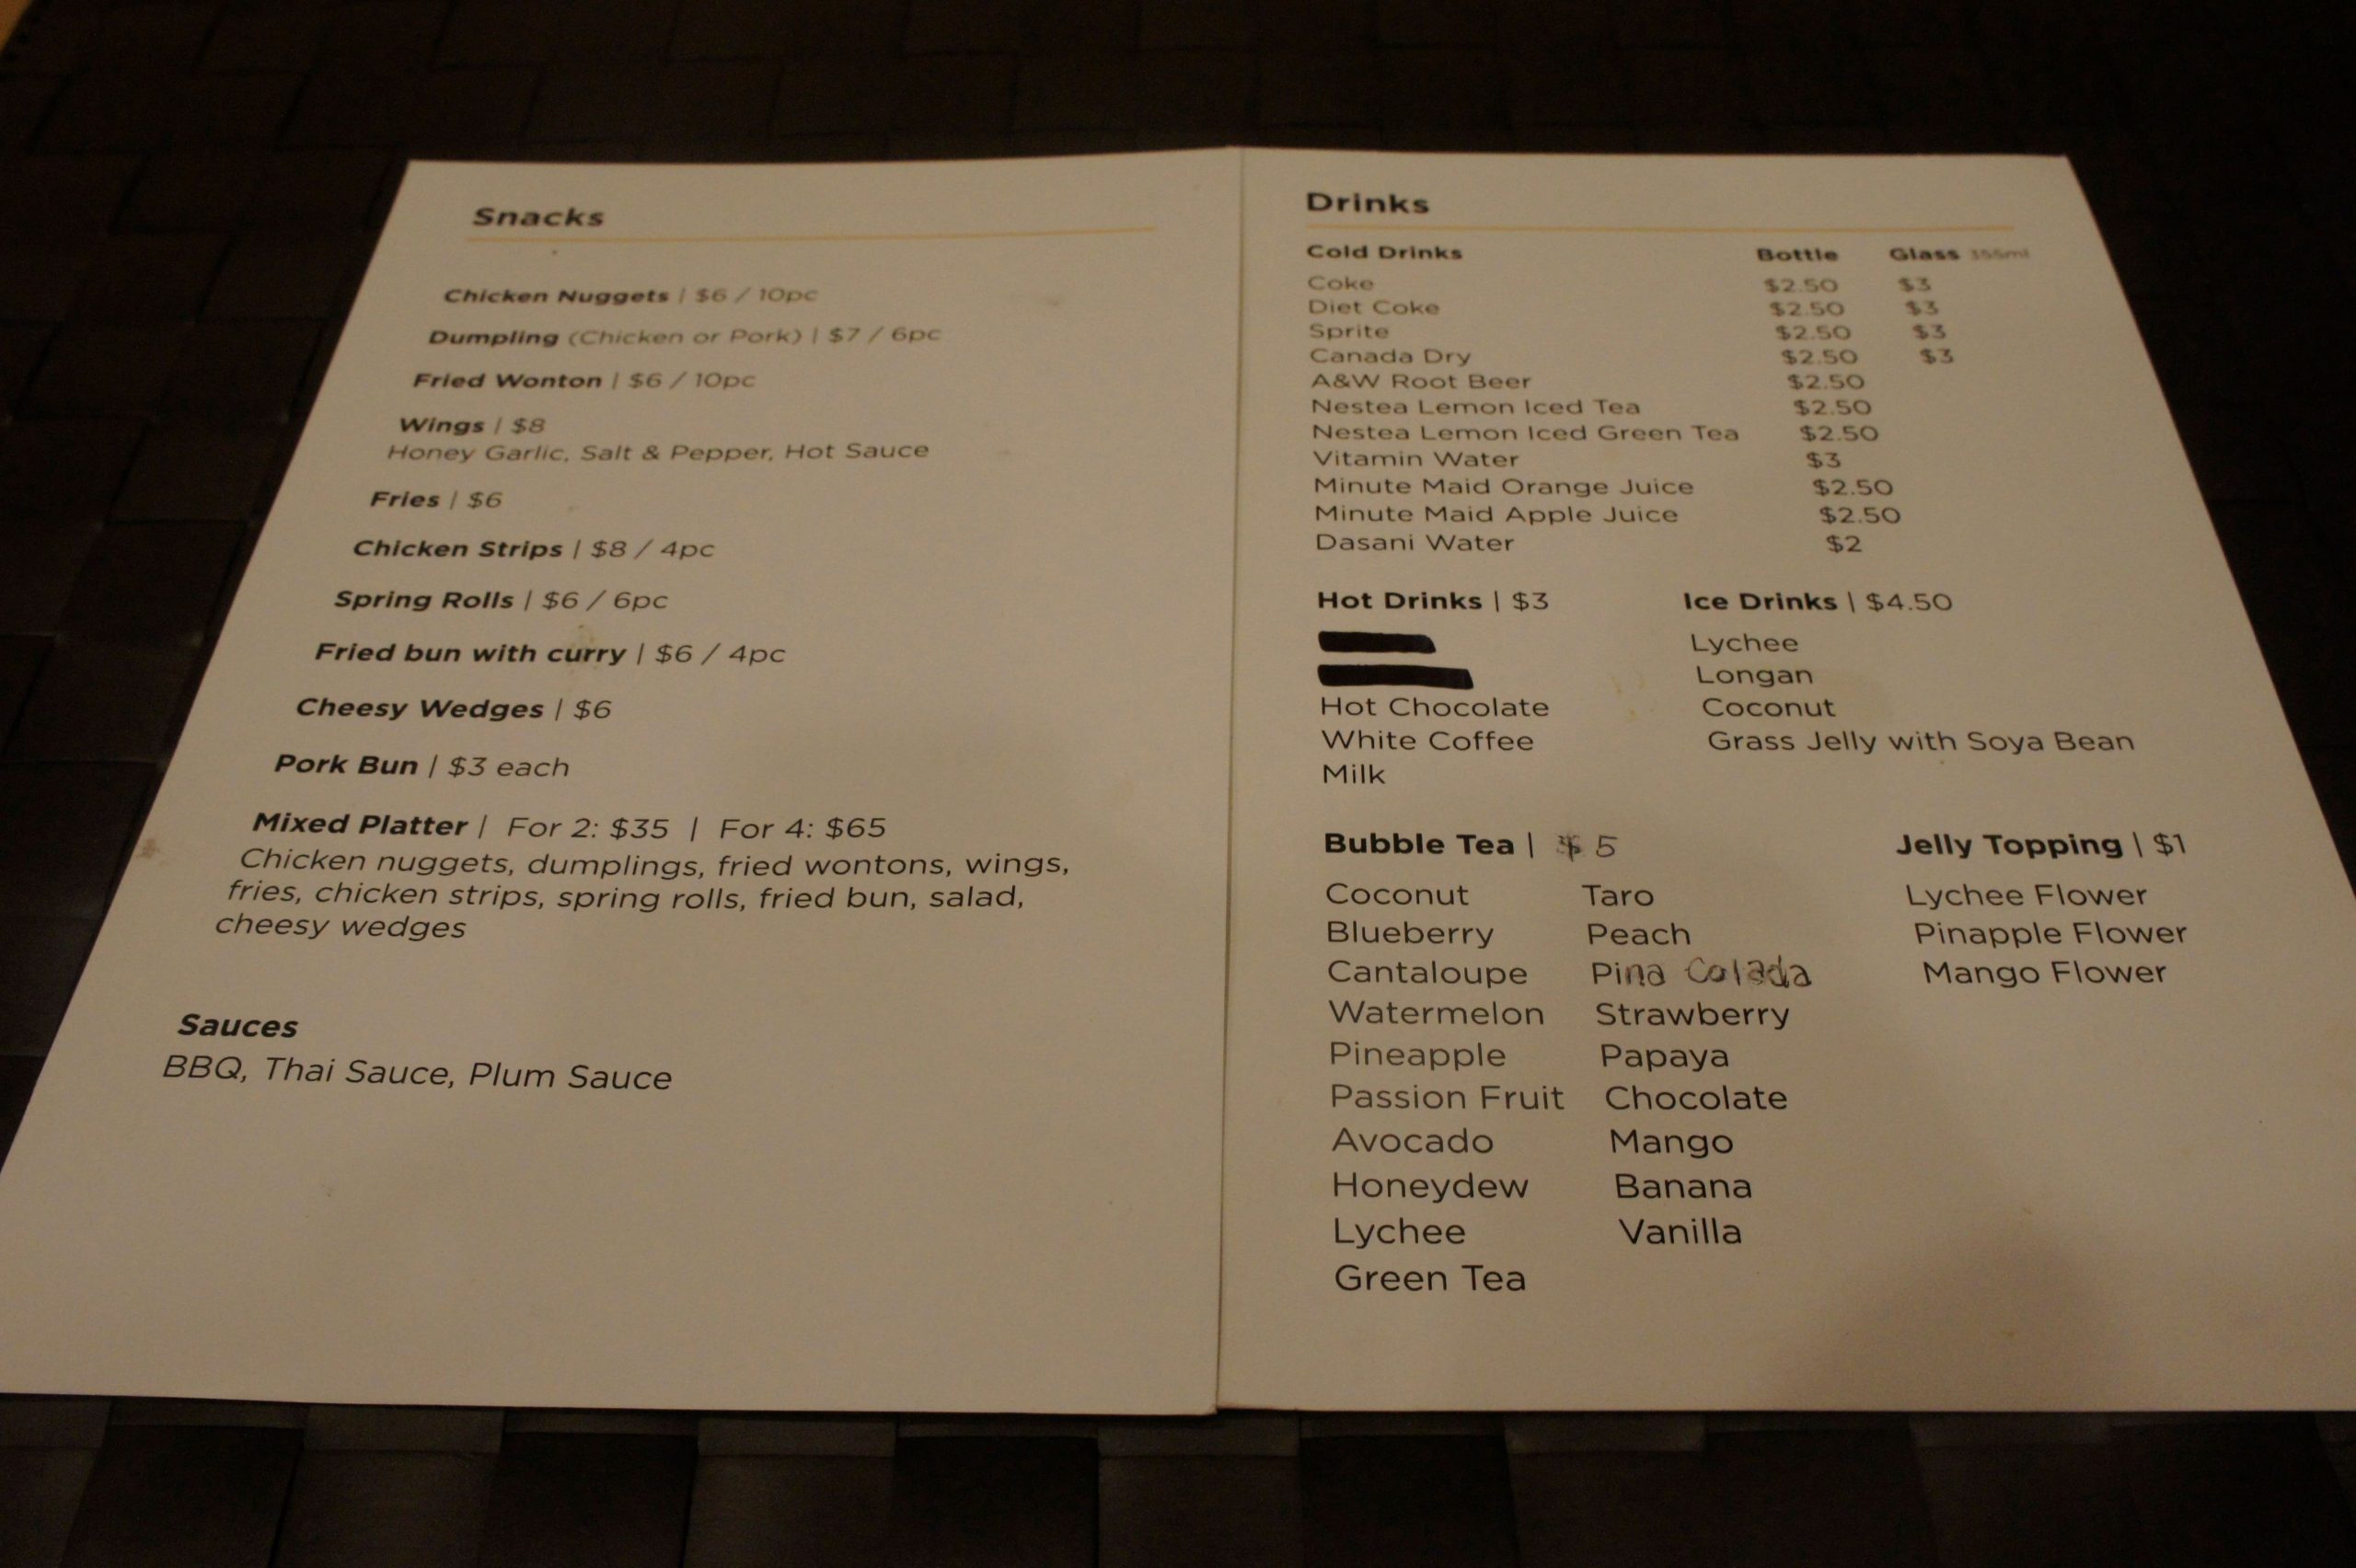 Snacks
Chicken Nuggets | $6 / 10pc
Dumpling (Chicken or Pork) | $7 / 6pc
Fried Wonton | $6 / 10pc
Wings | $8
Honey Garlic, Salt & Pepper, Hot Sauce
Fries | $6
Chicken Strips | $8 / 4pc
Spring Rolls | $6 / 6pc
Fried bun with curry | $6 / 4pc
Cheesy Wedges | $6
Pork Bun | $3 each
Mixed Platter | For 2: $35 | For 4: $65
Chicken nuggets, dumplings, fried wontons, wings,
fries, chicken strips, spring rolls, fried bun, salad,
cheesy wedges
Sauces
BBQ, Thai Sauce, Plum Sauce
Drinks
Cold Drinks Bottle Glass 355ml
Coke $2.50 $3
Diet Coke $2.50 $3
Sprite $2.50 $3
Canada Dry $2.50 $3
A&W Root Beer $2.50
Nestea Lemon Iced Tea $2.50
Nestea Lemon Iced Green Tea $2.50
Vitamin Water $3
Minute Maid Orange Juice $2.50
Minute Maid Apple Juice $2.50
Dasani Water $2
Hot Drinks | $3
Hot Chocolate
White Coffee
Milk
Ice Drinks | $4.50
Lychee
Longan
Coconut
Grass Jelly with Soya Bean
Bubble Tea | $5
Coconut Taro
Blueberry Peach
Cantaloupe Pina Colada
Watermelon Strawberry
Pineapple Papaya
Passion Fruit Chocolate
Avocado Mango
Honeydew Banana
Lychee Vanilla
Green Tea
Jelly Topping | $1
Lychee Flower
Pinapple Flower
Mango Flower